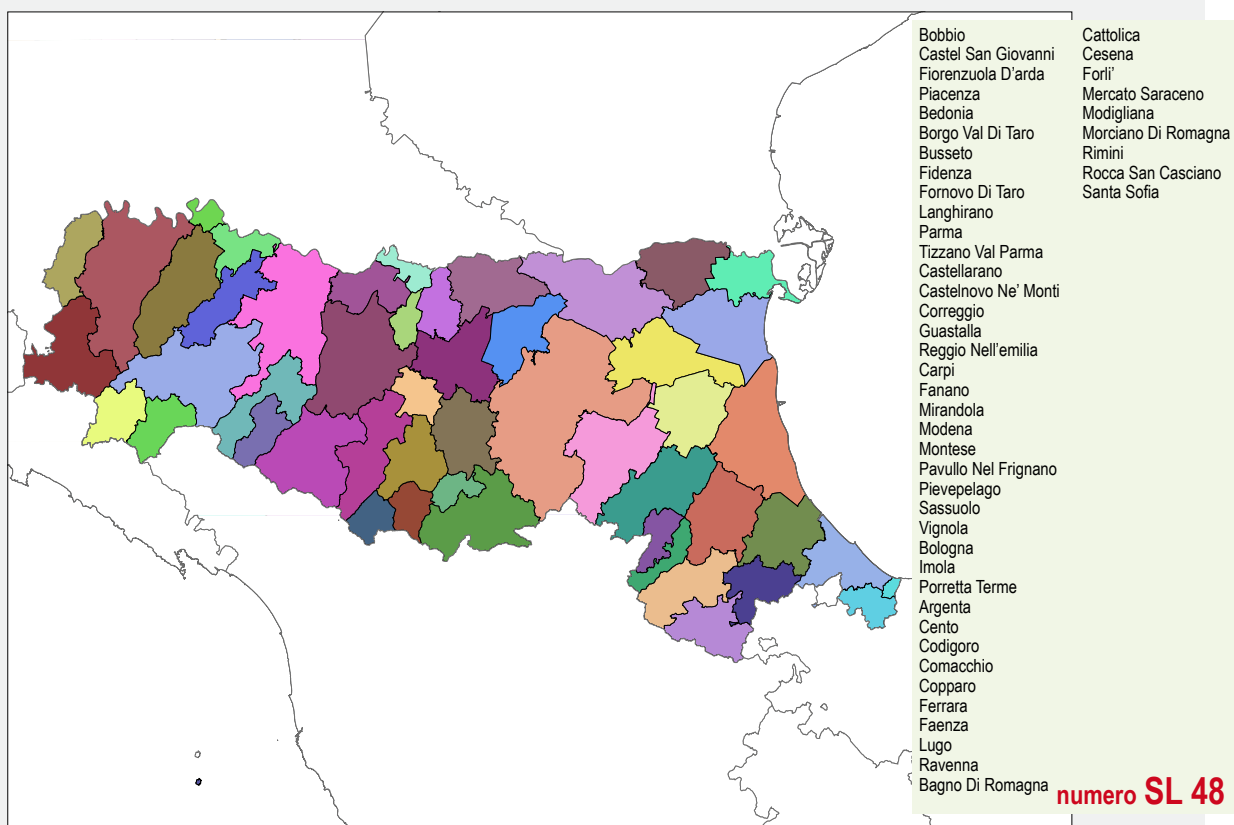 Bobbio
Castel San Giovanni
Fiorenzuola D'arda
Piacenza
Bedonia
Borgo Val Di Taro
Busseto
Fidenza
Fornovo Di Taro
Langhirano
Parma
Tizzano Val Parma
Castellarano
Castelnovo Ne' Monti
Correggio
Guastalla
Reggio Nell'emilia
Carpi
Fanano
Mirandola
Modena
Montese
Pavullo Nel Frignano
Pievepelago
Sassuolo
Vignola
Bologna
Imola
Porretta Terme
Argenta
Cento
Codigoro
Comacchio
Copparo
Ferrara
Faenza
Lugo
Ravenna
Bagno Di Romagna
Cattolica
Cesena
Forli'
Mercato Saraceno
Modigliana
Morciano Di Romagna
Rimini
Rocca San Casciano
Santa Sofia
numero SL 48